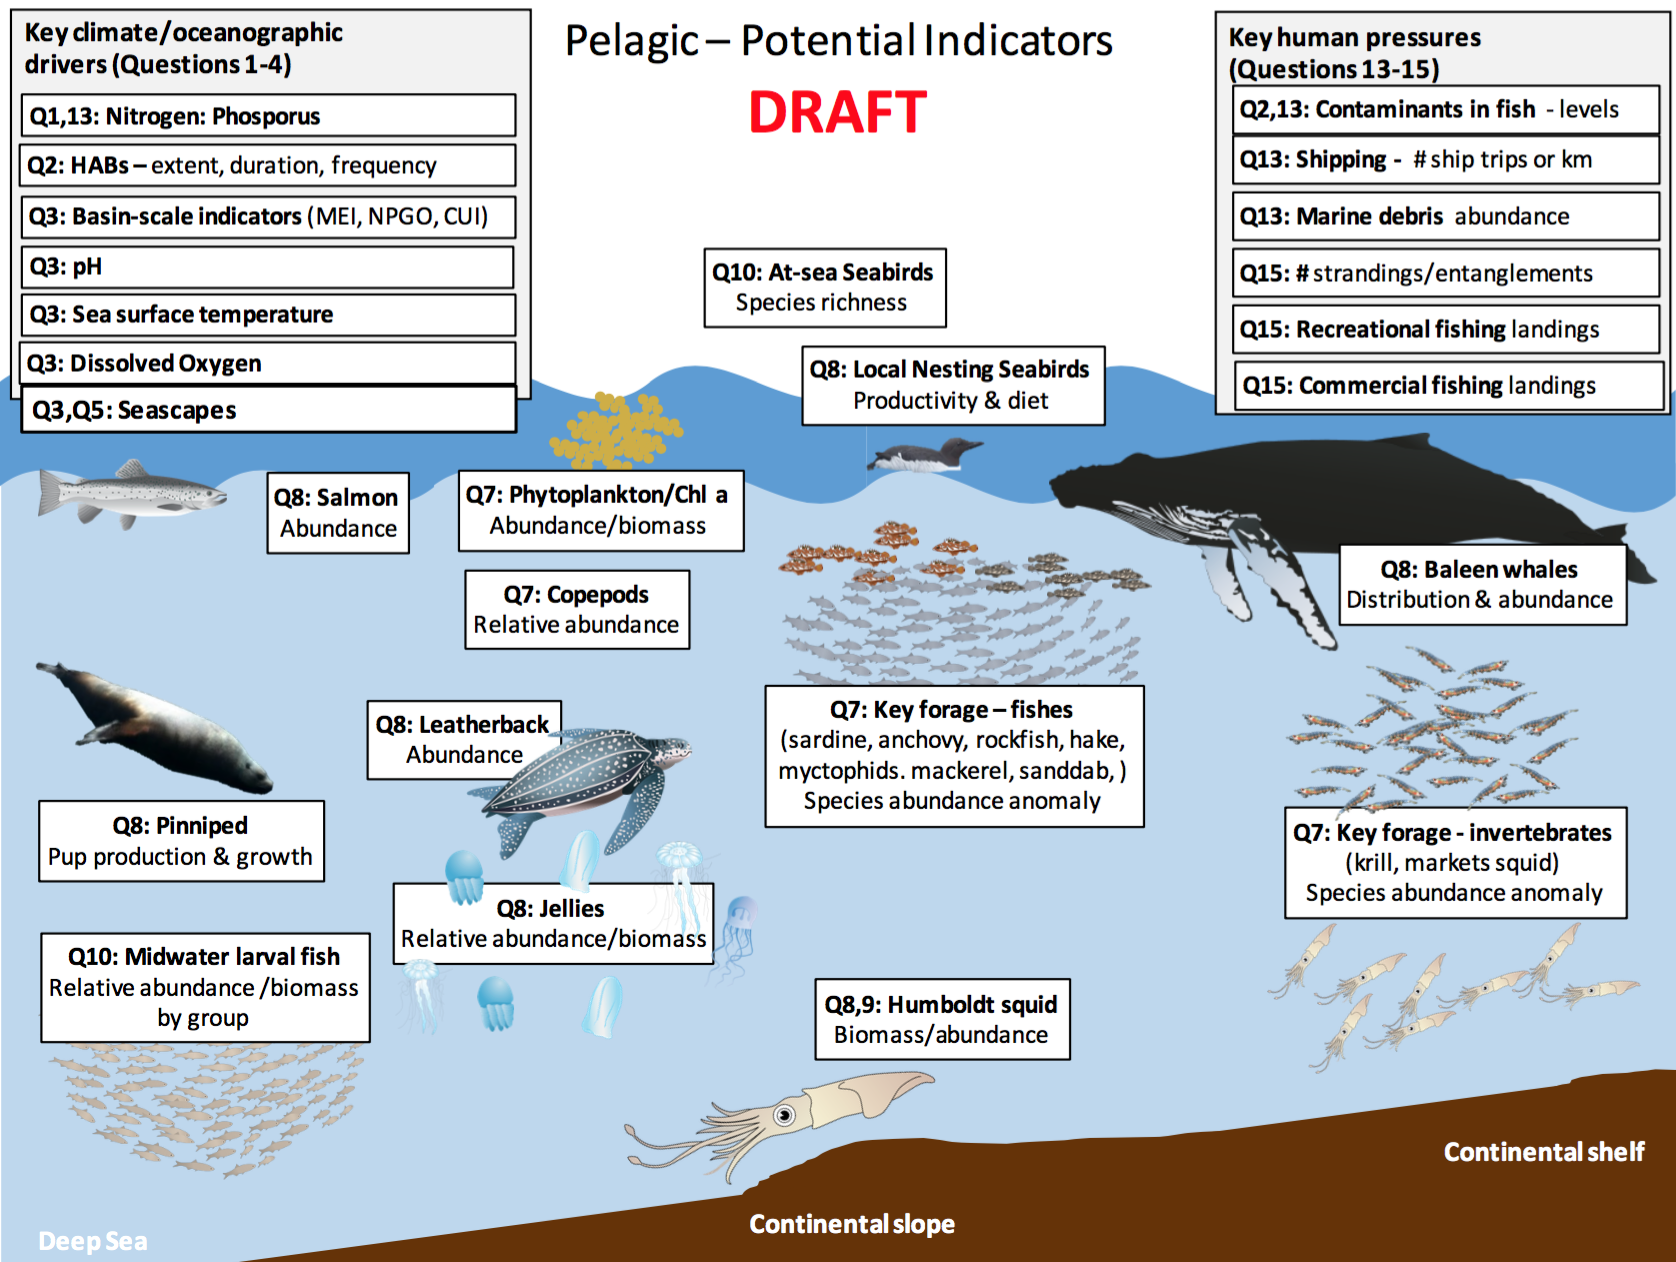 Key climate/oceanographic
drivers (Questions 1-4)
Q1,13: Nitrogen: Phosporus
Q2: HABs – extent, duration, frequency
Q3: Basin-scale indicators (MEI, NPGO, CUI)
Q3: pH
Q3: Sea surface temperature
Q3: Dissolved Oxygen
Q3,Q5: Seascapes
Pelagic – Potential Indicators
DRAFT
Key human pressures
(Questions 13-15)
Q2,13: Contaminants in fish - levels
Q13: Shipping - # ship trips or km
Q13: Marine debris abundance
Q15: # strandings/entanglements
Q15: Recreational fishing landings
Q15: Commercial fishing landings
Q10: At-sea Seabirds
Species richness
Q8: Local Nesting Seabirds
Productivity & diet
Q8: Salmon
Abundance
Q7: Phytoplankton/Chl a
Abundance/biomass
Q7: Copepods
Relative abundance
Q8: Baleen whales
Distribution & abundance
Q8: Leatherback
Abundance
Q7: Key forage – fishes
(sardine, anchovy, rockfish, hake,
myctophids. mackerel, sanddab, )
Species abundance anomaly
Q8: Pinniped
Pup production & growth
Q7: Key forage - invertebrates
(krill, markets squid)
Species abundance anomaly
Q8: Jellies
Relative abundance/biomass
Q10: Midwater larval fish
Relative abundance /biomass
by group
Q8,9: Humboldt squid
Biomass/abundance
Continental shelf
Continental slope
Deep Sea